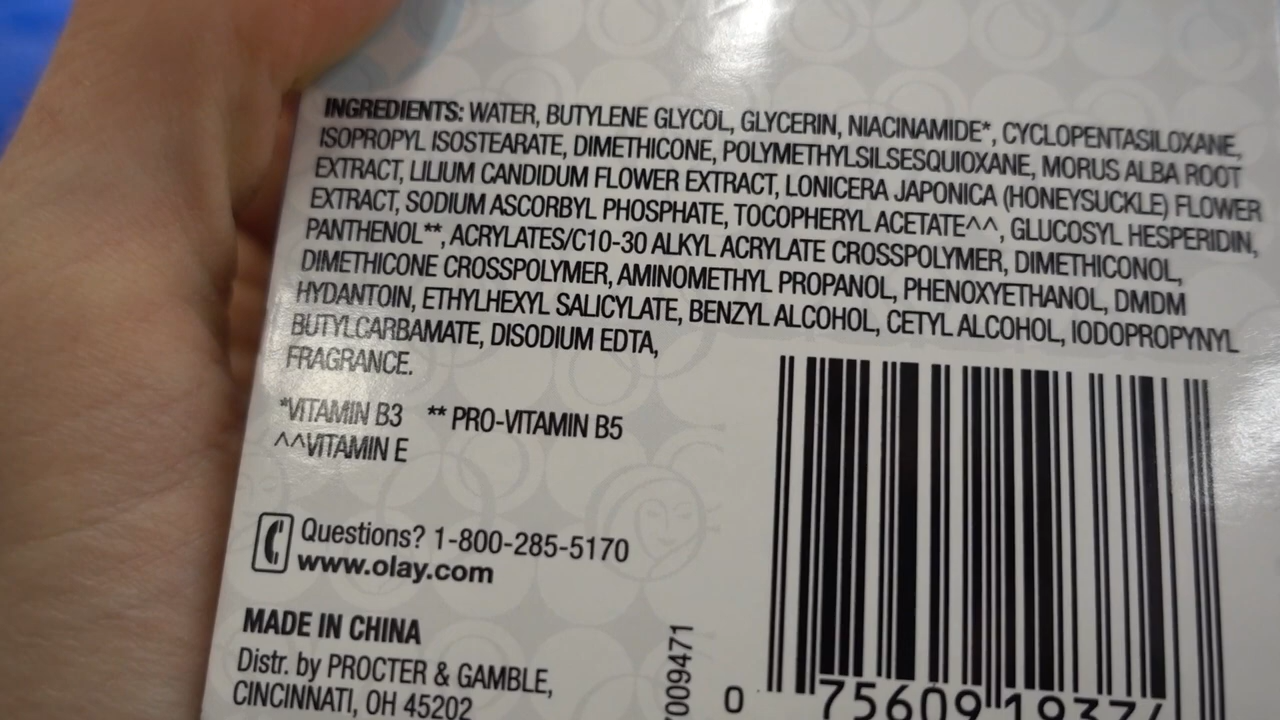 INGREDIENTS: WATER, BUTYLENE GLYCOL, GLYCERIN, NIACINAMIDE*, CYCLOPENTASILOXANE,
ISOPROPYL ISOSTEARATE, DIMETHICONE, POLYMETHYLSILSESQUIOXANE, MORUS ALBA ROOT
EXTRACT, LILIUM CANDIDUM FLOWER EXTRACT, LONICERA JAPONICA (HONEYSUCKLE) FLOWER
EXTRACT, SODIUM ASCORBYL PHOSPHATE, TOCOPHERYL ACETATE^^, GLUCOSYL HESPERIDIN,
PANTHENOL**, ACRYLATES/C10-30 ALKYL ACRYLATE CROSSPOLYMER, DIMETHICONOL,
DIMETHICONE CROSSPOLYMER, AMINOMETHYL PROPANOL, PHENOXYETHANOL, DMDM
HYDANTOIN, ETHYLHEXYL SALICYLATE, BENZYL ALCOHOL, CETYL ALCOHOL, IODOPROPYNYL
BUTYLCARBAMATE, DISODIUM EDTA,
FRAGRANCE.
*VITAMIN B3 ** PRO-VITAMIN B5
^^VITAMIN E
Questions? 1-800-285-5170
www.olay.com
MADE IN CHINA
Distr. by PROCTER & GAMBLE,
CINCINNATI, OH 45202
7009471
0 75609 19374